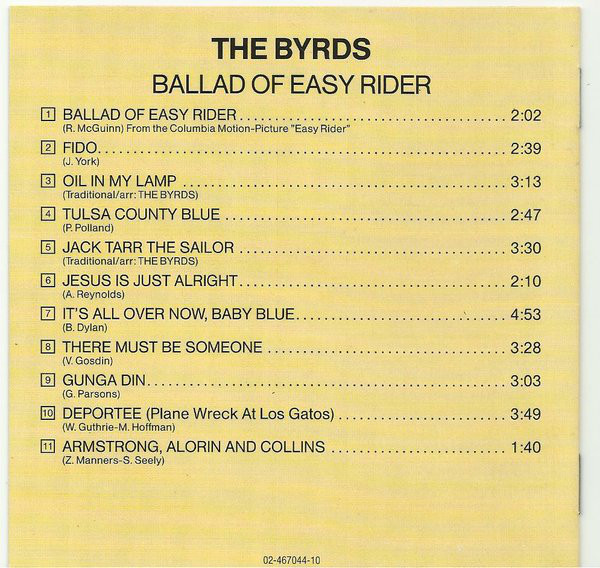 THE BYRDS
BALLAD OF EASY RIDER
1 BALLAD OF EASY RIDER 2:02
(R. McGuinn) From the Columbia Motion-Picture "Easy Rider"
2 FIDO 2:39
(J. York)
3 OIL IN MY LAMP 3:13
(Traditional/arr: THE BYRDS)
4 TULSA COUNTY BLUE 2:47
(P. Polland)
5 JACK TARR THE SAILOR 3:30
(Traditional/arr: THE BYRDS)
6 JESUS IS JUST ALRIGHT 2:10
(A. Reynolds)
7 IT'S ALL OVER NOW, BABY BLUE 4:53
(B. Dylan)
8 THERE MUST BE SOMEONE 3:28
(V. Gosdin)
9 GUNGA DIN 3:03
(G. Parsons)
10 DEPORTEE (Plane Wreck At Los Gatos) 3:49
(W. Guthrie-M. Hoffman)
11 ARMSTRONG, ALORIN AND COLLINS 1:40
(Z. Manners-S. Seely)
02-467044-10